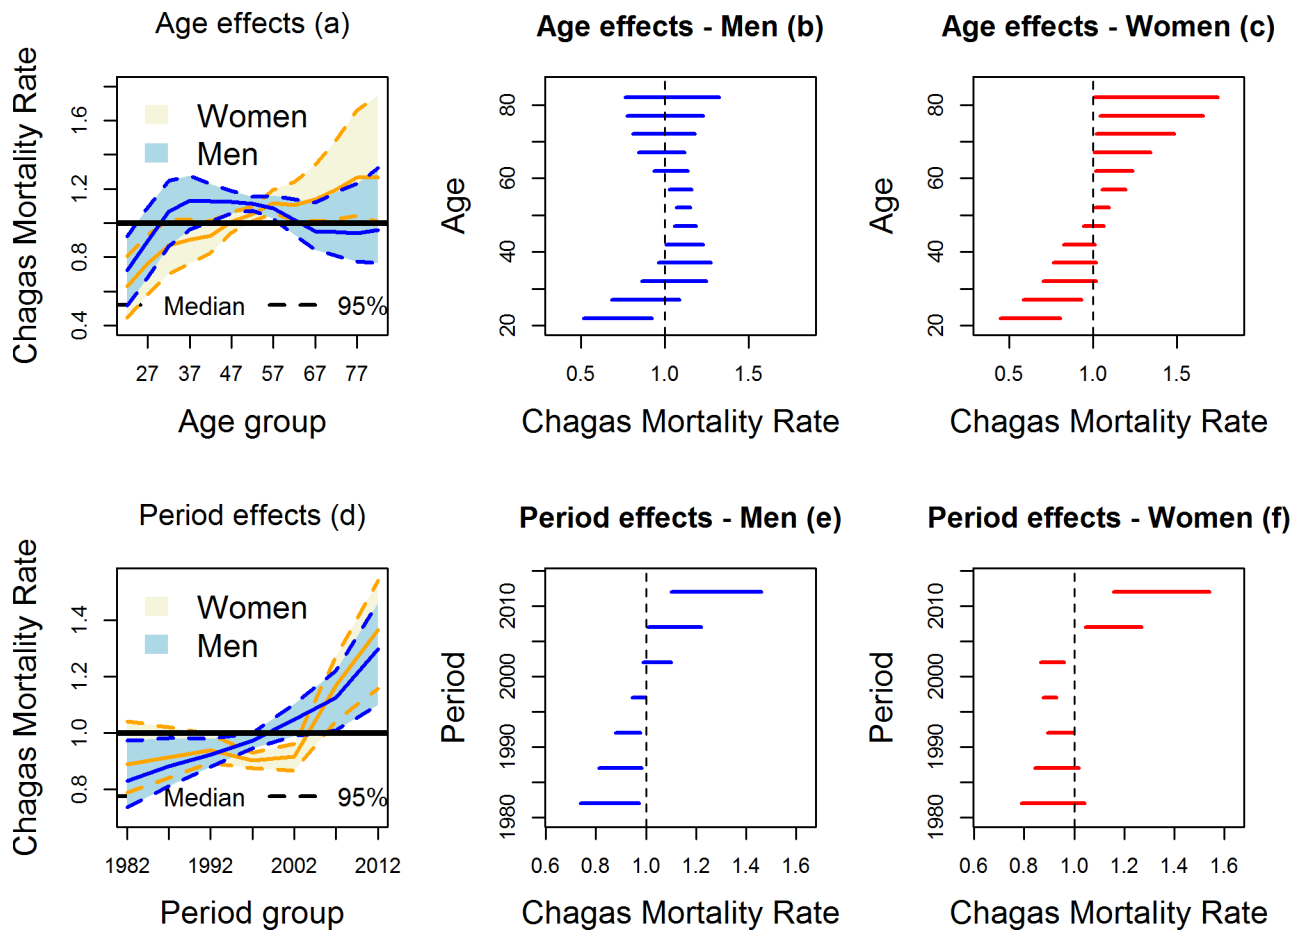 Age effects (a)
Chagas Mortality Rate
0.4 0.8 1.2 1.6
Women
Men
Median 95%
27 37 47 57 67 77
Age group
Age effects - Men (b)
Age
20 40 60 80
0.5 1.0 1.5
Chagas Mortality Rate
Age effects - Women (c)
Age
20 40 60 80
0.5 1.0 1.5
Chagas Mortality Rate
Period effects (d)
Chagas Mortality Rate
0.8 1.0 1.2 1.4
Women
Men
Median 95%
1982 1992 2002 2012
Period group
Period effects - Men (e)
Period
1980 1990 2000 2010
0.6 0.8 1.0 1.2 1.4 1.6
Chagas Mortality Rate
Period effects - Women (f)
Period
1980 1990 2000 2010
0.6 0.8 1.0 1.2 1.4 1.6
Chagas Mortality Rate